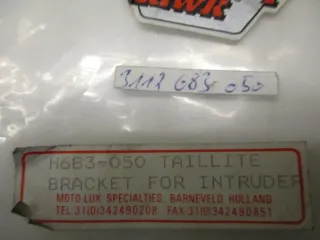 3112 683-050
H683-050 TAILLITE
BRACKET FOR INTRUDER
MOTO-LUX SPECIALTIES, BARNEVELD HOLLAND
TEL 31(0)342490208 FAX 31(0)342490851